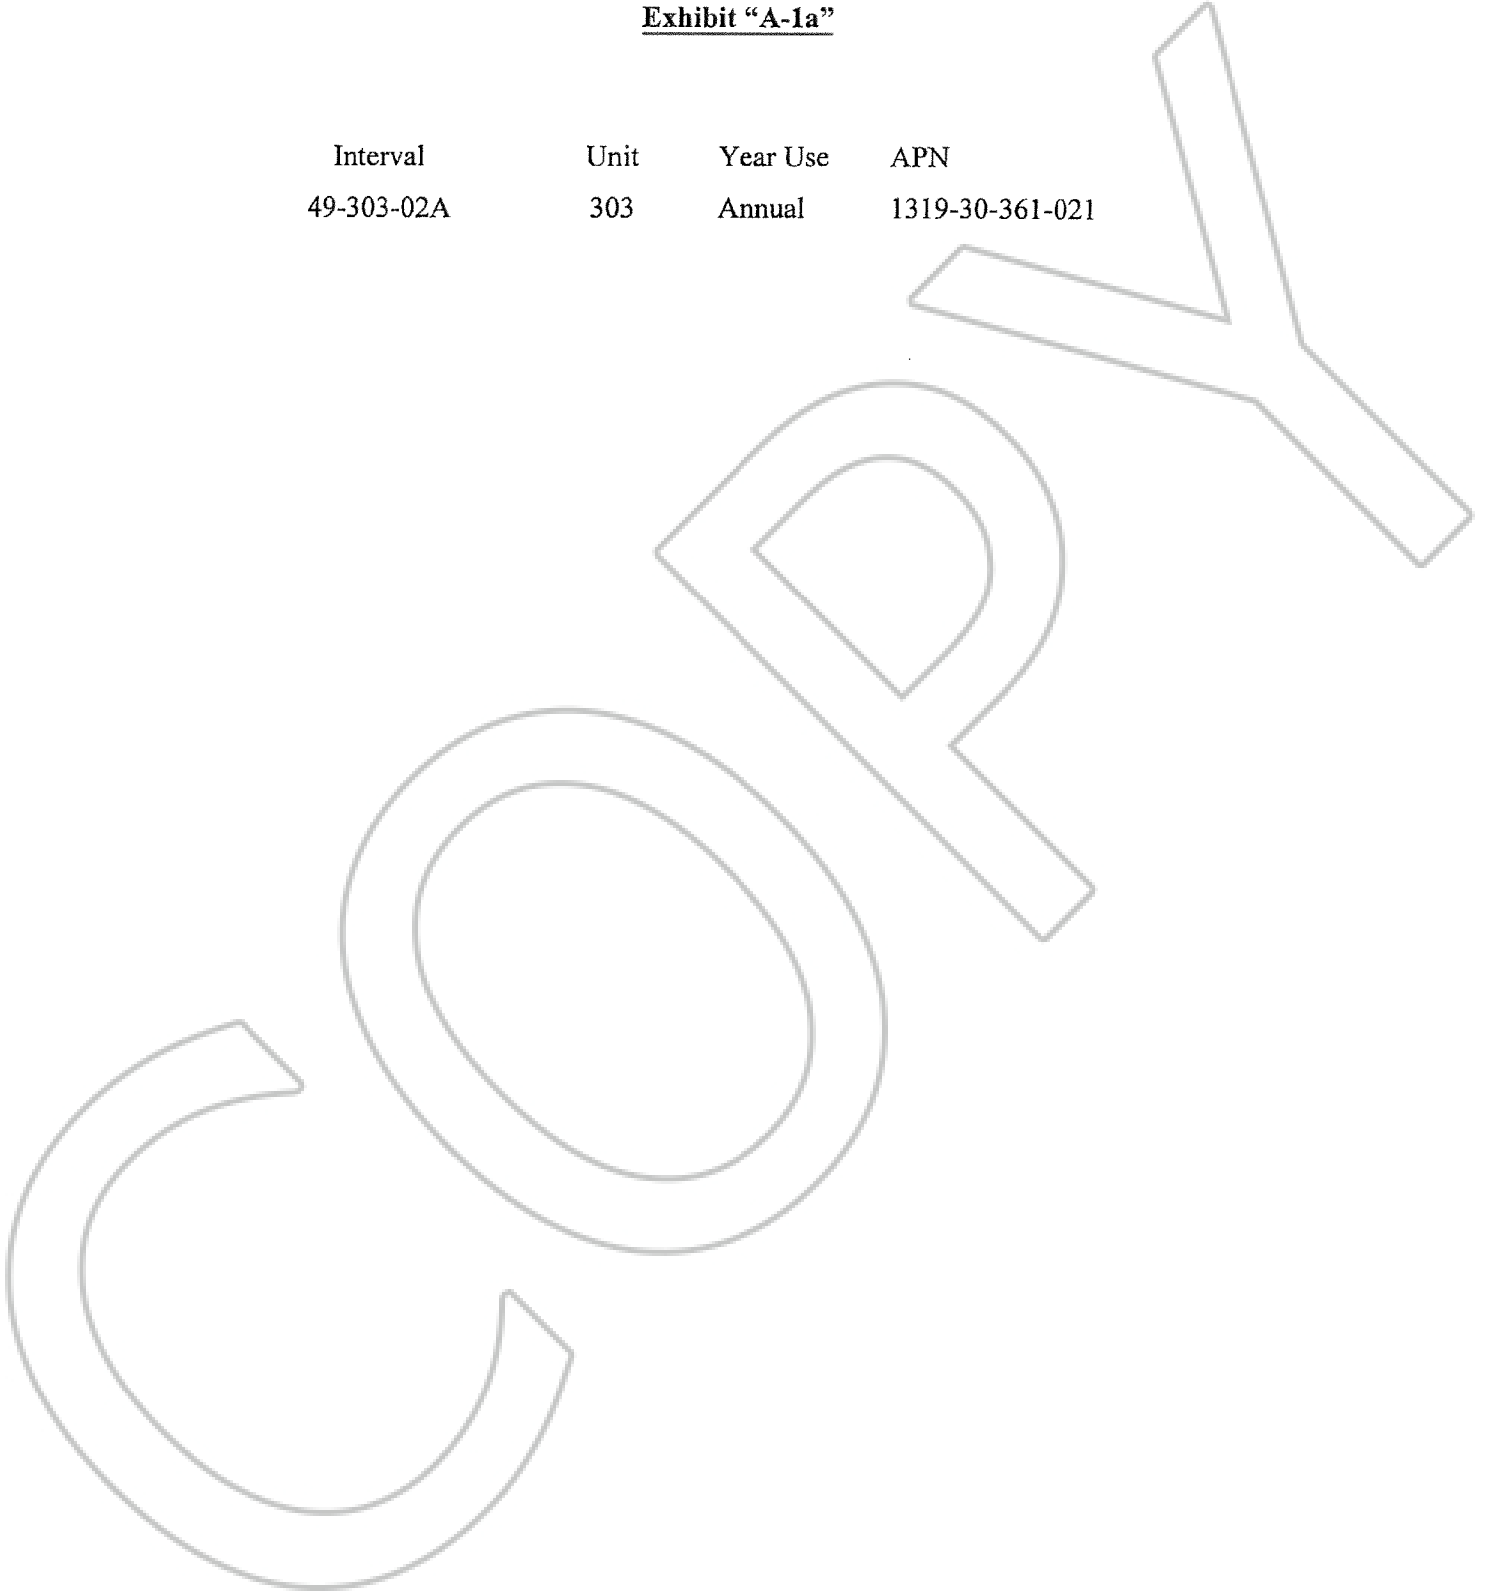 Exhibit “A-1a”
Interval Unit Year Use APN
49-303-02A 303 Annual 1319-30-361-021
COPY